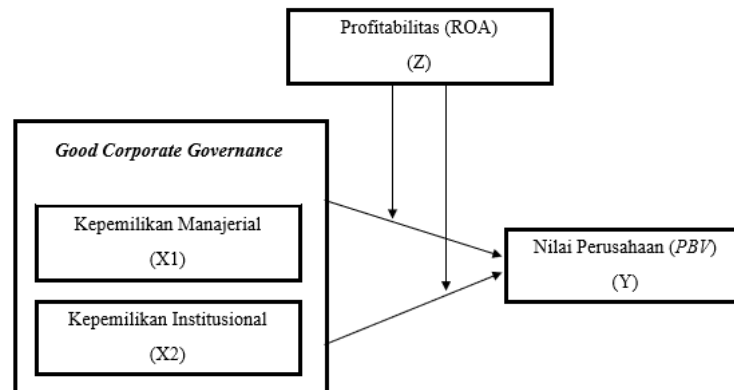 Profitabilitas (ROA)
(Z)
Good Corporate Governance
Kepemilikan Manajerial
(X1)
Nilai Perusahaan (PBV)
(Y)
Kepemilikan Institusional
(X2)